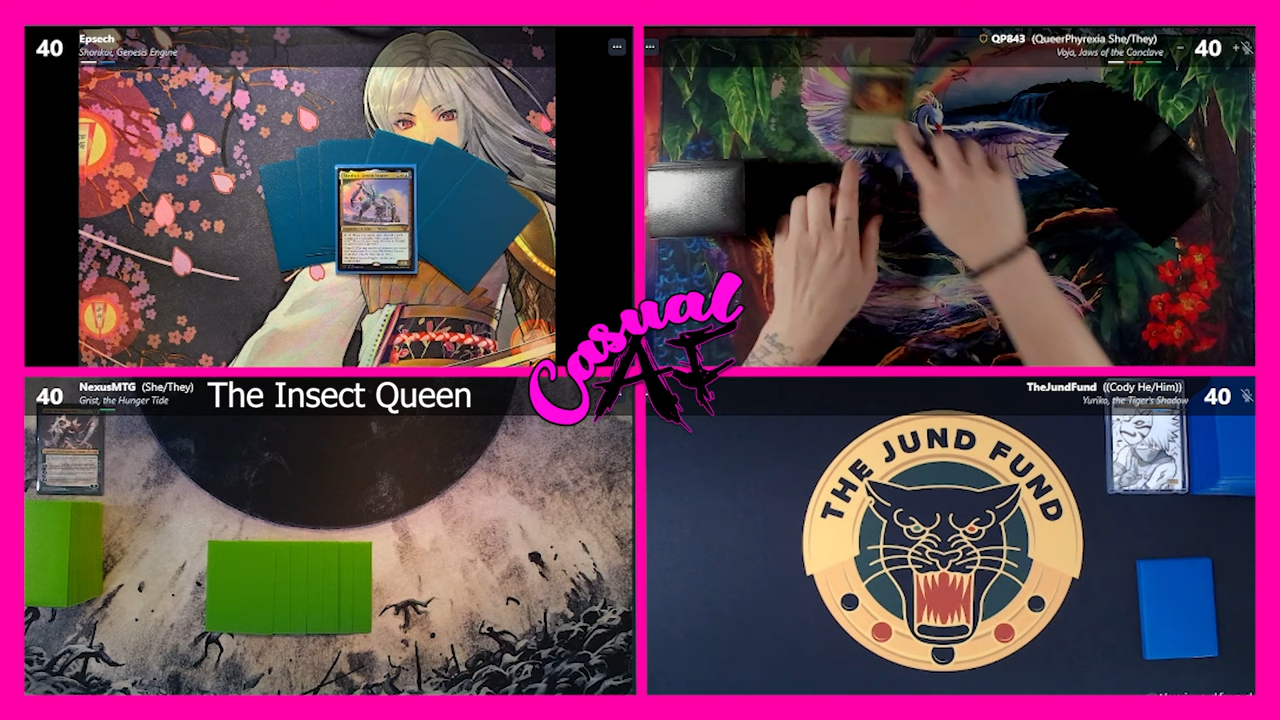 40
Epsech
Shorikai, Genesis Engine
QP843 (QueerPhyrexia She/They)
Voja, Jaws of the Conclave
- 40 +
Casual
AF
40
NexusMTG (She/They)
Grist, the Hunger Tide
The Insect Queen
TheJundFund ((Cody He/Him))
Yuriko, the Tiger's Shadow
40
THE JUND FUND